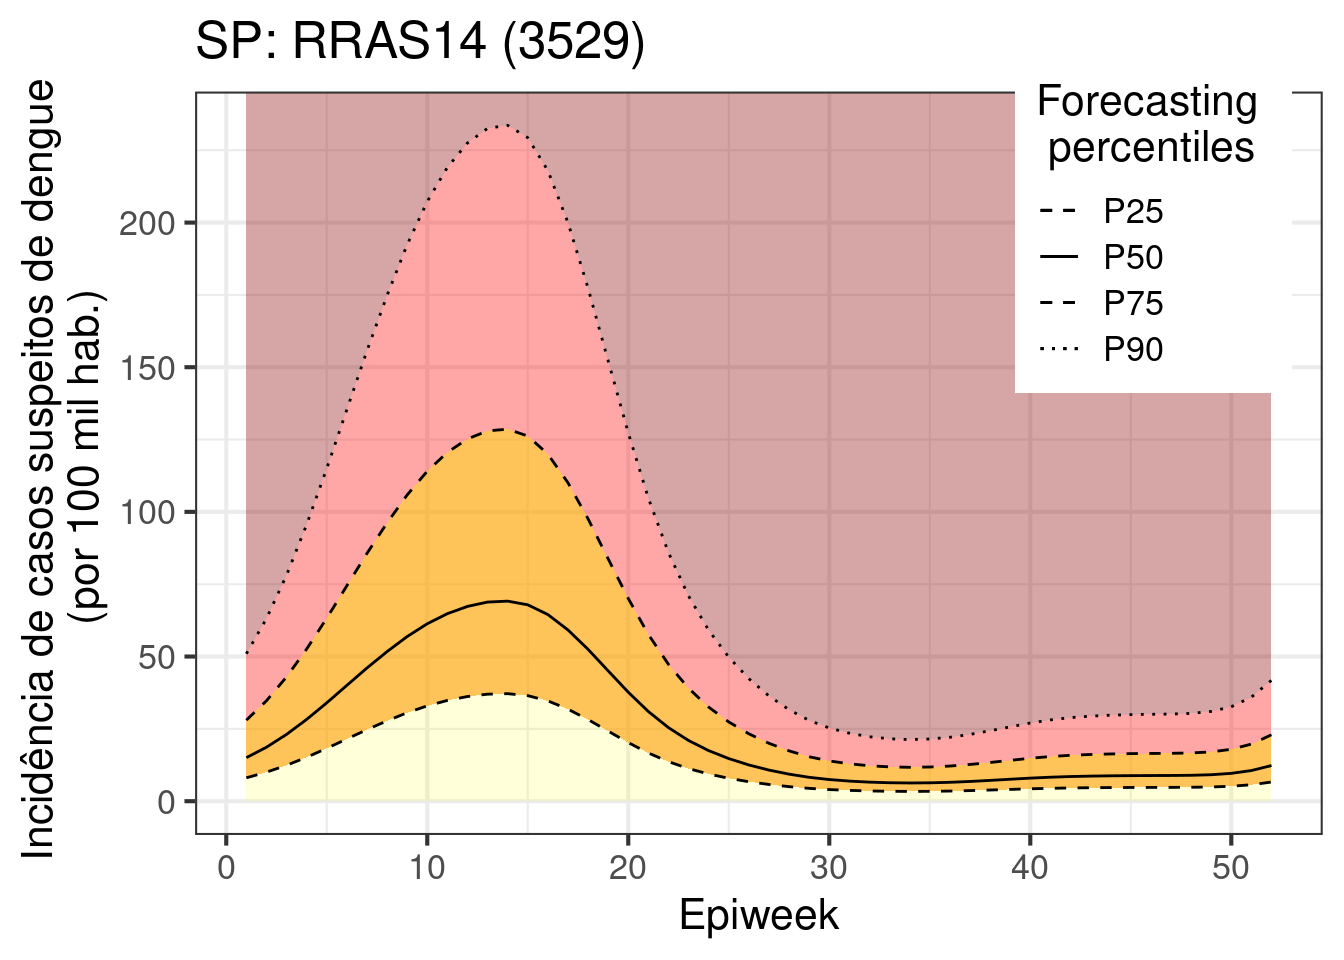 SP: RRAS14 (3529)
Incidência de casos suspeitos de dengue
(por 100 mil hab.)
200
150
100
50
0
0 10 20 30 40 50
Epiweek
Forecasting
percentiles
P25
P50
P75
P90